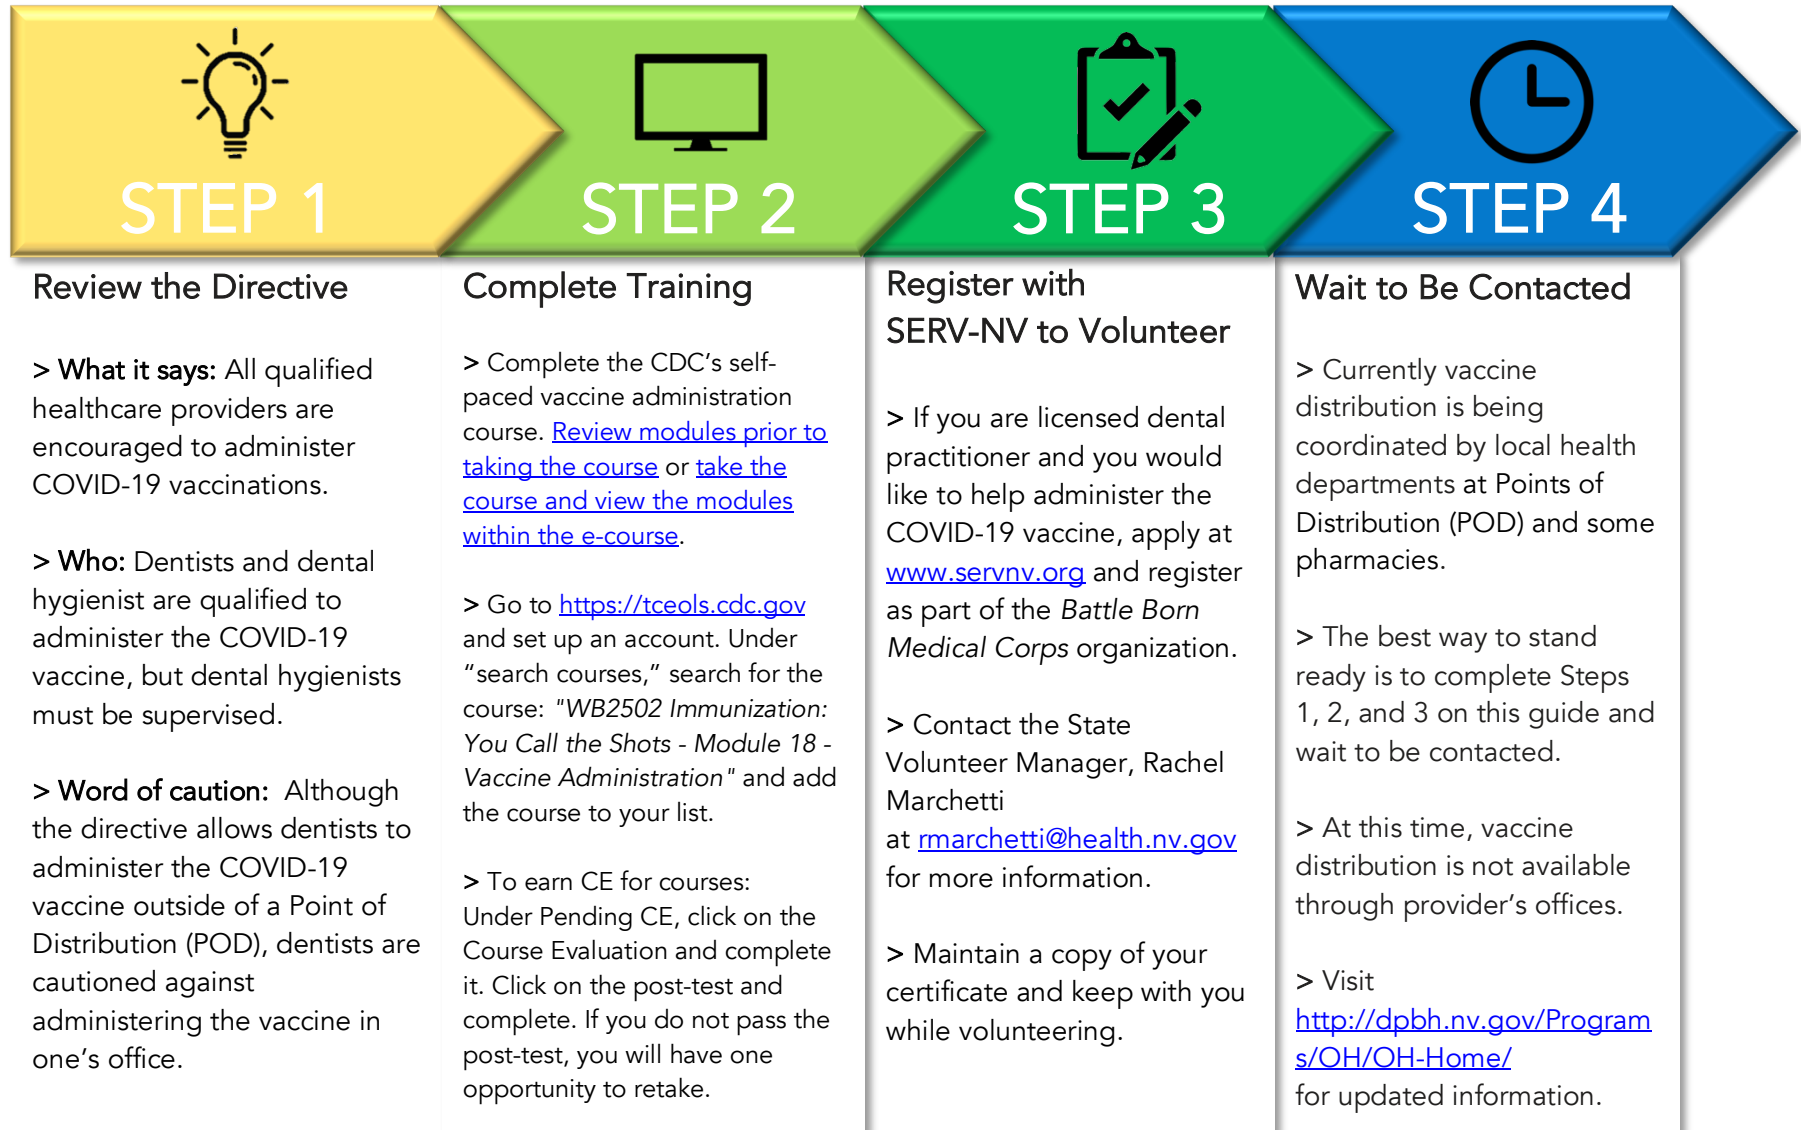 STEP 1
Review the Directive
> What it says: All qualified
healthcare providers are
encouraged to administer
COVID-19 vaccinations.
> Who: Dentists and dental
hygienist are qualified to
administer the COVID-19
vaccine, but dental hygienists
must be supervised.
> Word of caution:  Although
the directive allows dentists to
administer the COVID-19
vaccine outside of a Point of
Distribution (POD), dentists are
cautioned against
administering the vaccine in
one’s office.
STEP 2
Complete Training
> Complete the CDC’s self-
paced vaccine administration
course. Review modules prior to
taking the course or take the
course and view the modules
within the e-course.
> Go to https://tceols.cdc.gov
and set up an account. Under
“search courses,” search for the
course: "WB2502 Immunization:
You Call the Shots - Module 18 -
Vaccine Administration" and add
the course to your list.
> To earn CE for courses:
Under Pending CE, click on the
Course Evaluation and complete
it. Click on the post-test and
complete. If you do not pass the
post-test, you will have one
opportunity to retake.
STEP 3
Register with
SERV-NV to Volunteer
> If you are licensed dental
practitioner and you would
like to help administer the
COVID-19 vaccine, apply at
www.servnv.org and register
as part of the Battle Born
Medical Corps organization.
> Contact the State
Volunteer Manager, Rachel
Marchetti
at rmarchetti@health.nv.gov
for more information.
> Maintain a copy of your
certificate and keep with you
while volunteering.
STEP 4
Wait to Be Contacted
> Currently vaccine
distribution is being
coordinated by local health
departments at Points of
Distribution (POD) and some
pharmacies.
> The best way to stand
ready is to complete Steps
1, 2, and 3 on this guide and
wait to be contacted.
> At this time, vaccine
distribution is not available
through provider’s offices.
> Visit
http://dpbh.nv.gov/Program
s/OH/OH-Home/
for updated information.